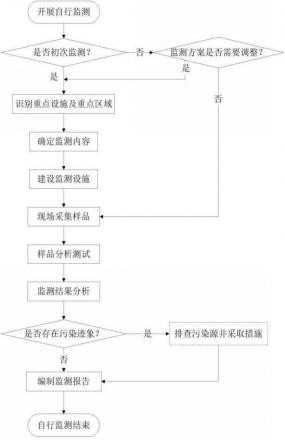 开展自行监测
是否初次监测？
否
监测方案是否需要调整？
是
是
否
识别重点设施及重点区域
确定监测内容
建设监测设施
现场采集样品
样品分析测试
监测结果分析
是否存在污染迹象？
是
排查污染源并采取措施
否
编制监测报告
自行监测结束